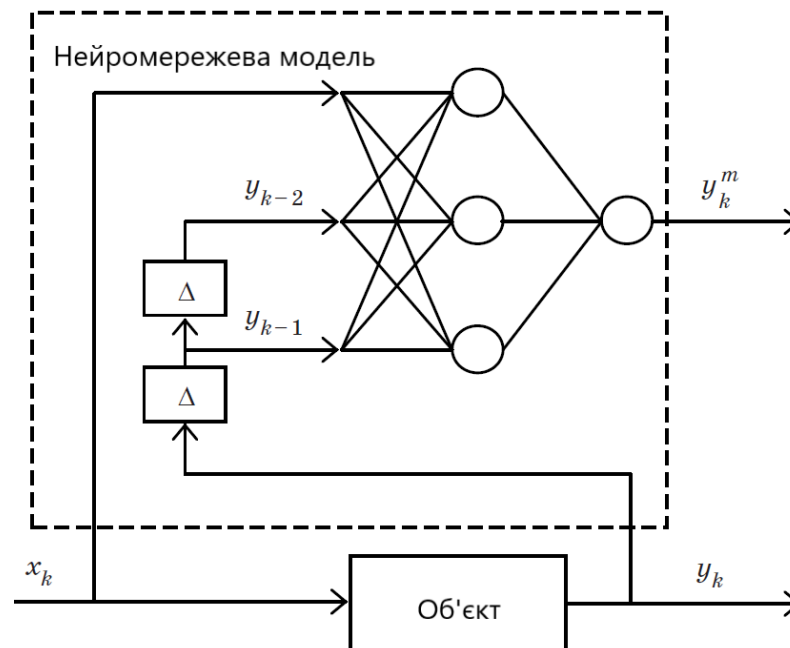 Нейромережева модель
y_{k-2}
y_k^m
Δ
y_{k-1}
Δ
x_k
y_k
Об'єкт